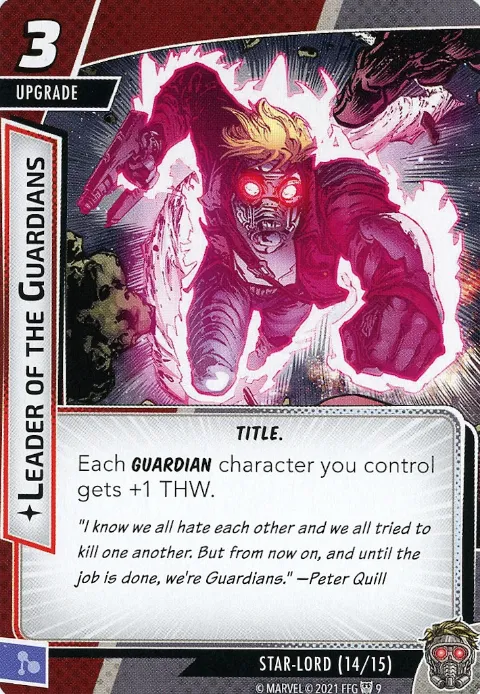 3
UPGRADE
LEADER OF THE GUARDIANS
TITLE.
Each GUARDIAN character you control
gets +1 THW.
"I know we all hate each other and we all tried to
kill one another. But from now on, and until the
job is done, we're Guardians." —Peter Quill
STAR-LORD (14/15)
© MARVEL © 2021 FFG 9